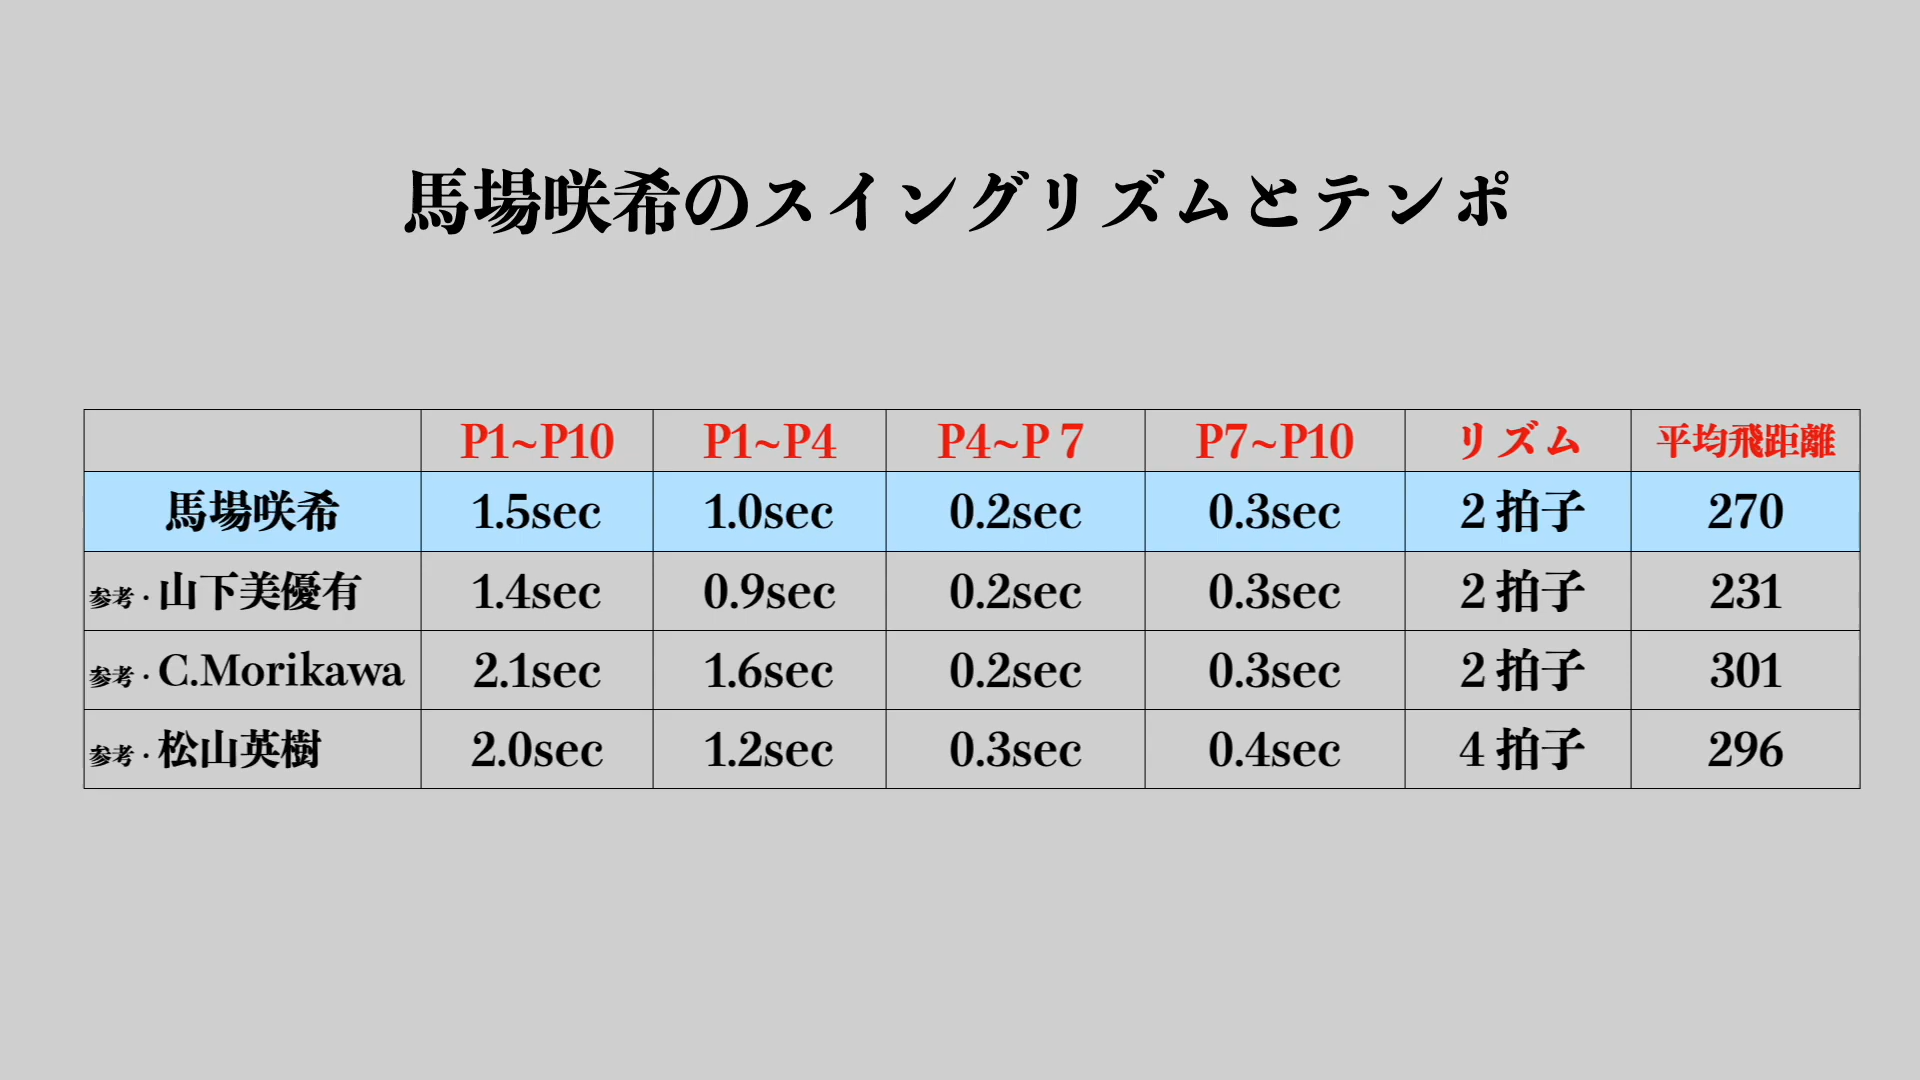 馬場咲希のスイングリズムとテンポ
P1~P10 P1~P4 P4~P７ P7~P10 リズム 平均飛距離
馬場咲希 1.5sec 1.0sec 0.2sec 0.3sec 2拍子 270
参考・山下美優有 1.4sec 0.9sec 0.2sec 0.3sec 2拍子 231
参考・C.Morikawa 2.1sec 1.6sec 0.2sec 0.3sec 2拍子 301
参考・松山英樹 2.0sec 1.2sec 0.3sec 0.4sec 4拍子 296